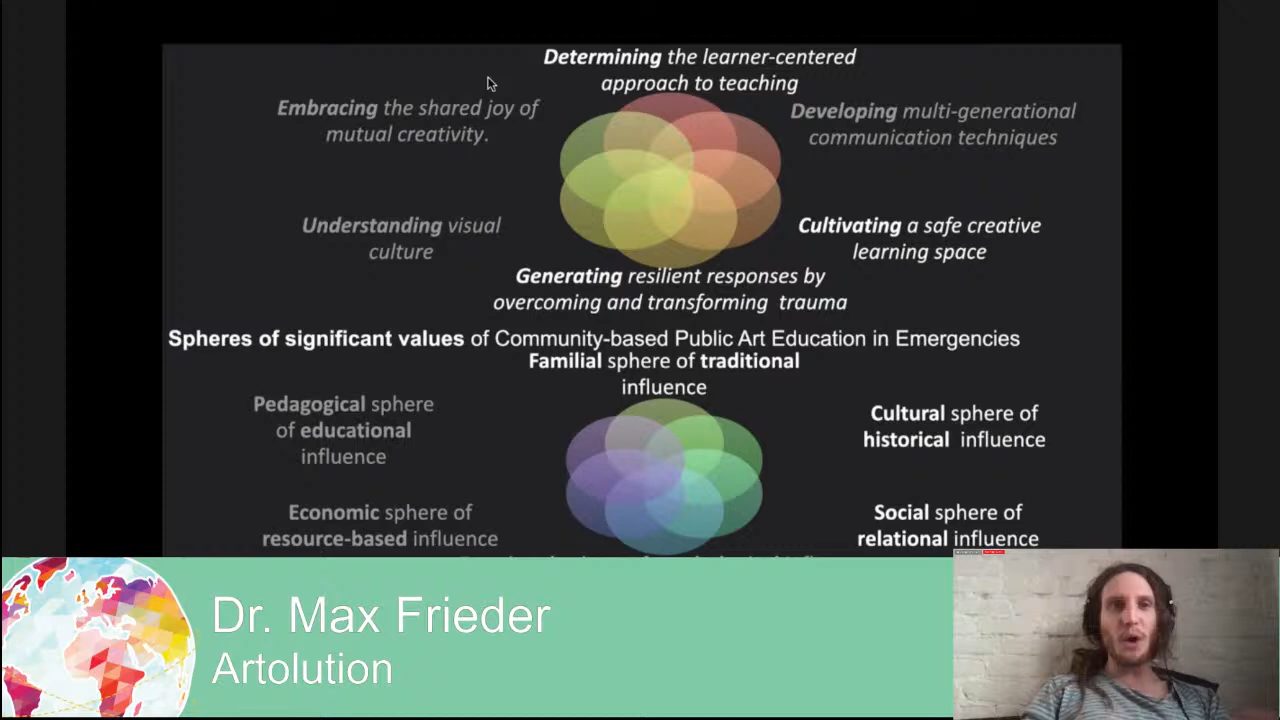 Determining the learner-centered
approach to teaching
Embracing the shared joy of
mutual creativity.
Developing multi-generational
communication techniques
Understanding visual
culture
Cultivating a safe creative
learning space
Generating resilient responses by
overcoming and transforming trauma
Spheres of significant values of Community-based Public Art Education in Emergencies
Familial sphere of traditional
influence
Pedagogical sphere
of educational
influence
Cultural sphere of
historical influence
Economic sphere of
resource-based influence
Social sphere of
relational influence
Dr. Max Frieder
Artolution